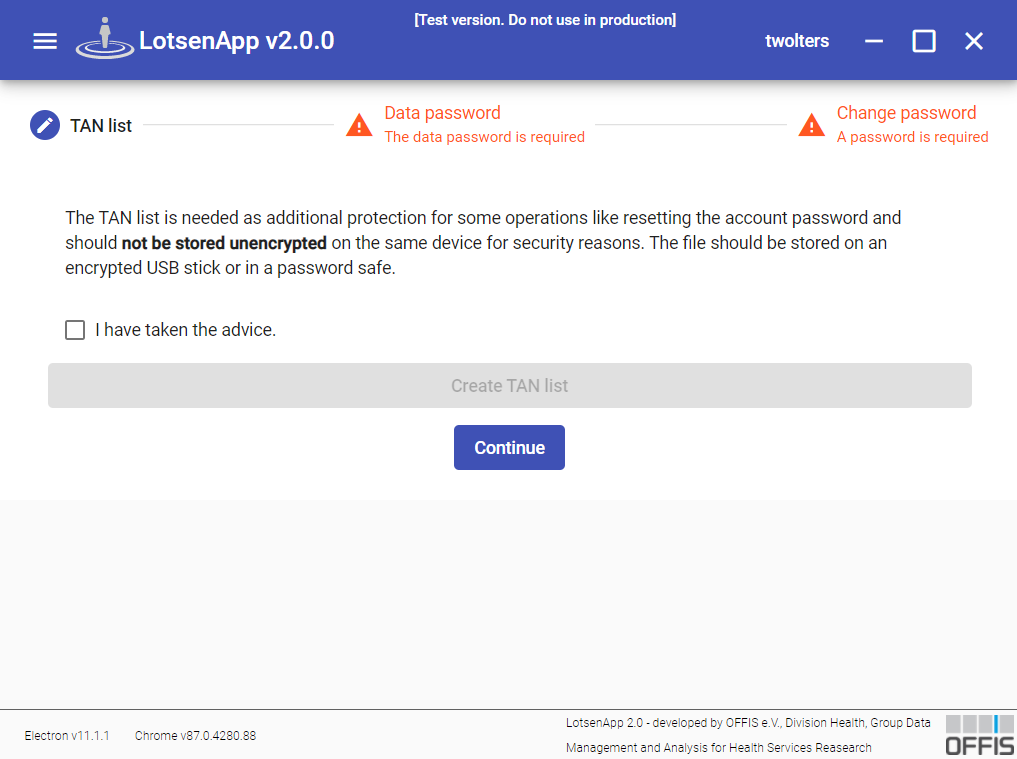 [Test version. Do not use in production]
LotsenApp v2.0.0
twolters
TAN list
Data password
The data password is required
Change password
A password is required
The TAN list is needed as additional protection for some operations like resetting the account password and
should not be stored unencrypted on the same device for security reasons. The file should be stored on an
encrypted USB stick or in a password safe.
I have taken the advice.
Create TAN list
Continue
Electron v11.1.1
Chrome v87.0.4280.88
LotsenApp 2.0 - developed by OFFIS e.V., Division Health, Group Data
Management and Analysis for Health Services Reasearch
OFFIS